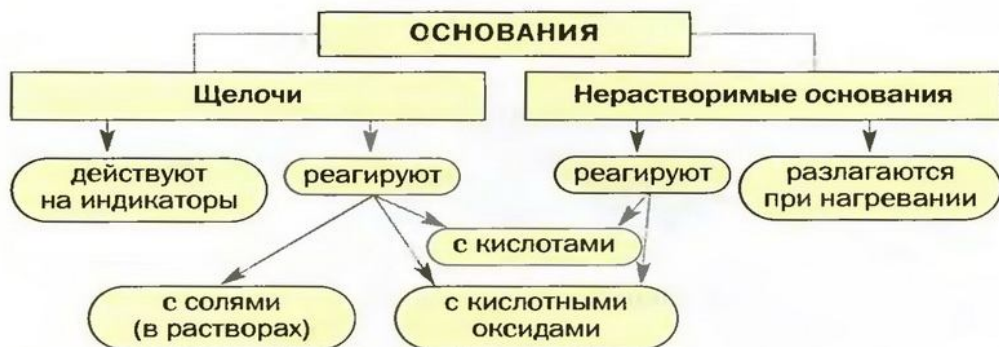 ОСНОВАНИЯ
Щелочи
Нерастворимые основания
действуют
на индикаторы
реагируют
реагируют
разлагаются
при нагревании
с кислотами
с солями
(в растворах)
с кислотными
оксидами